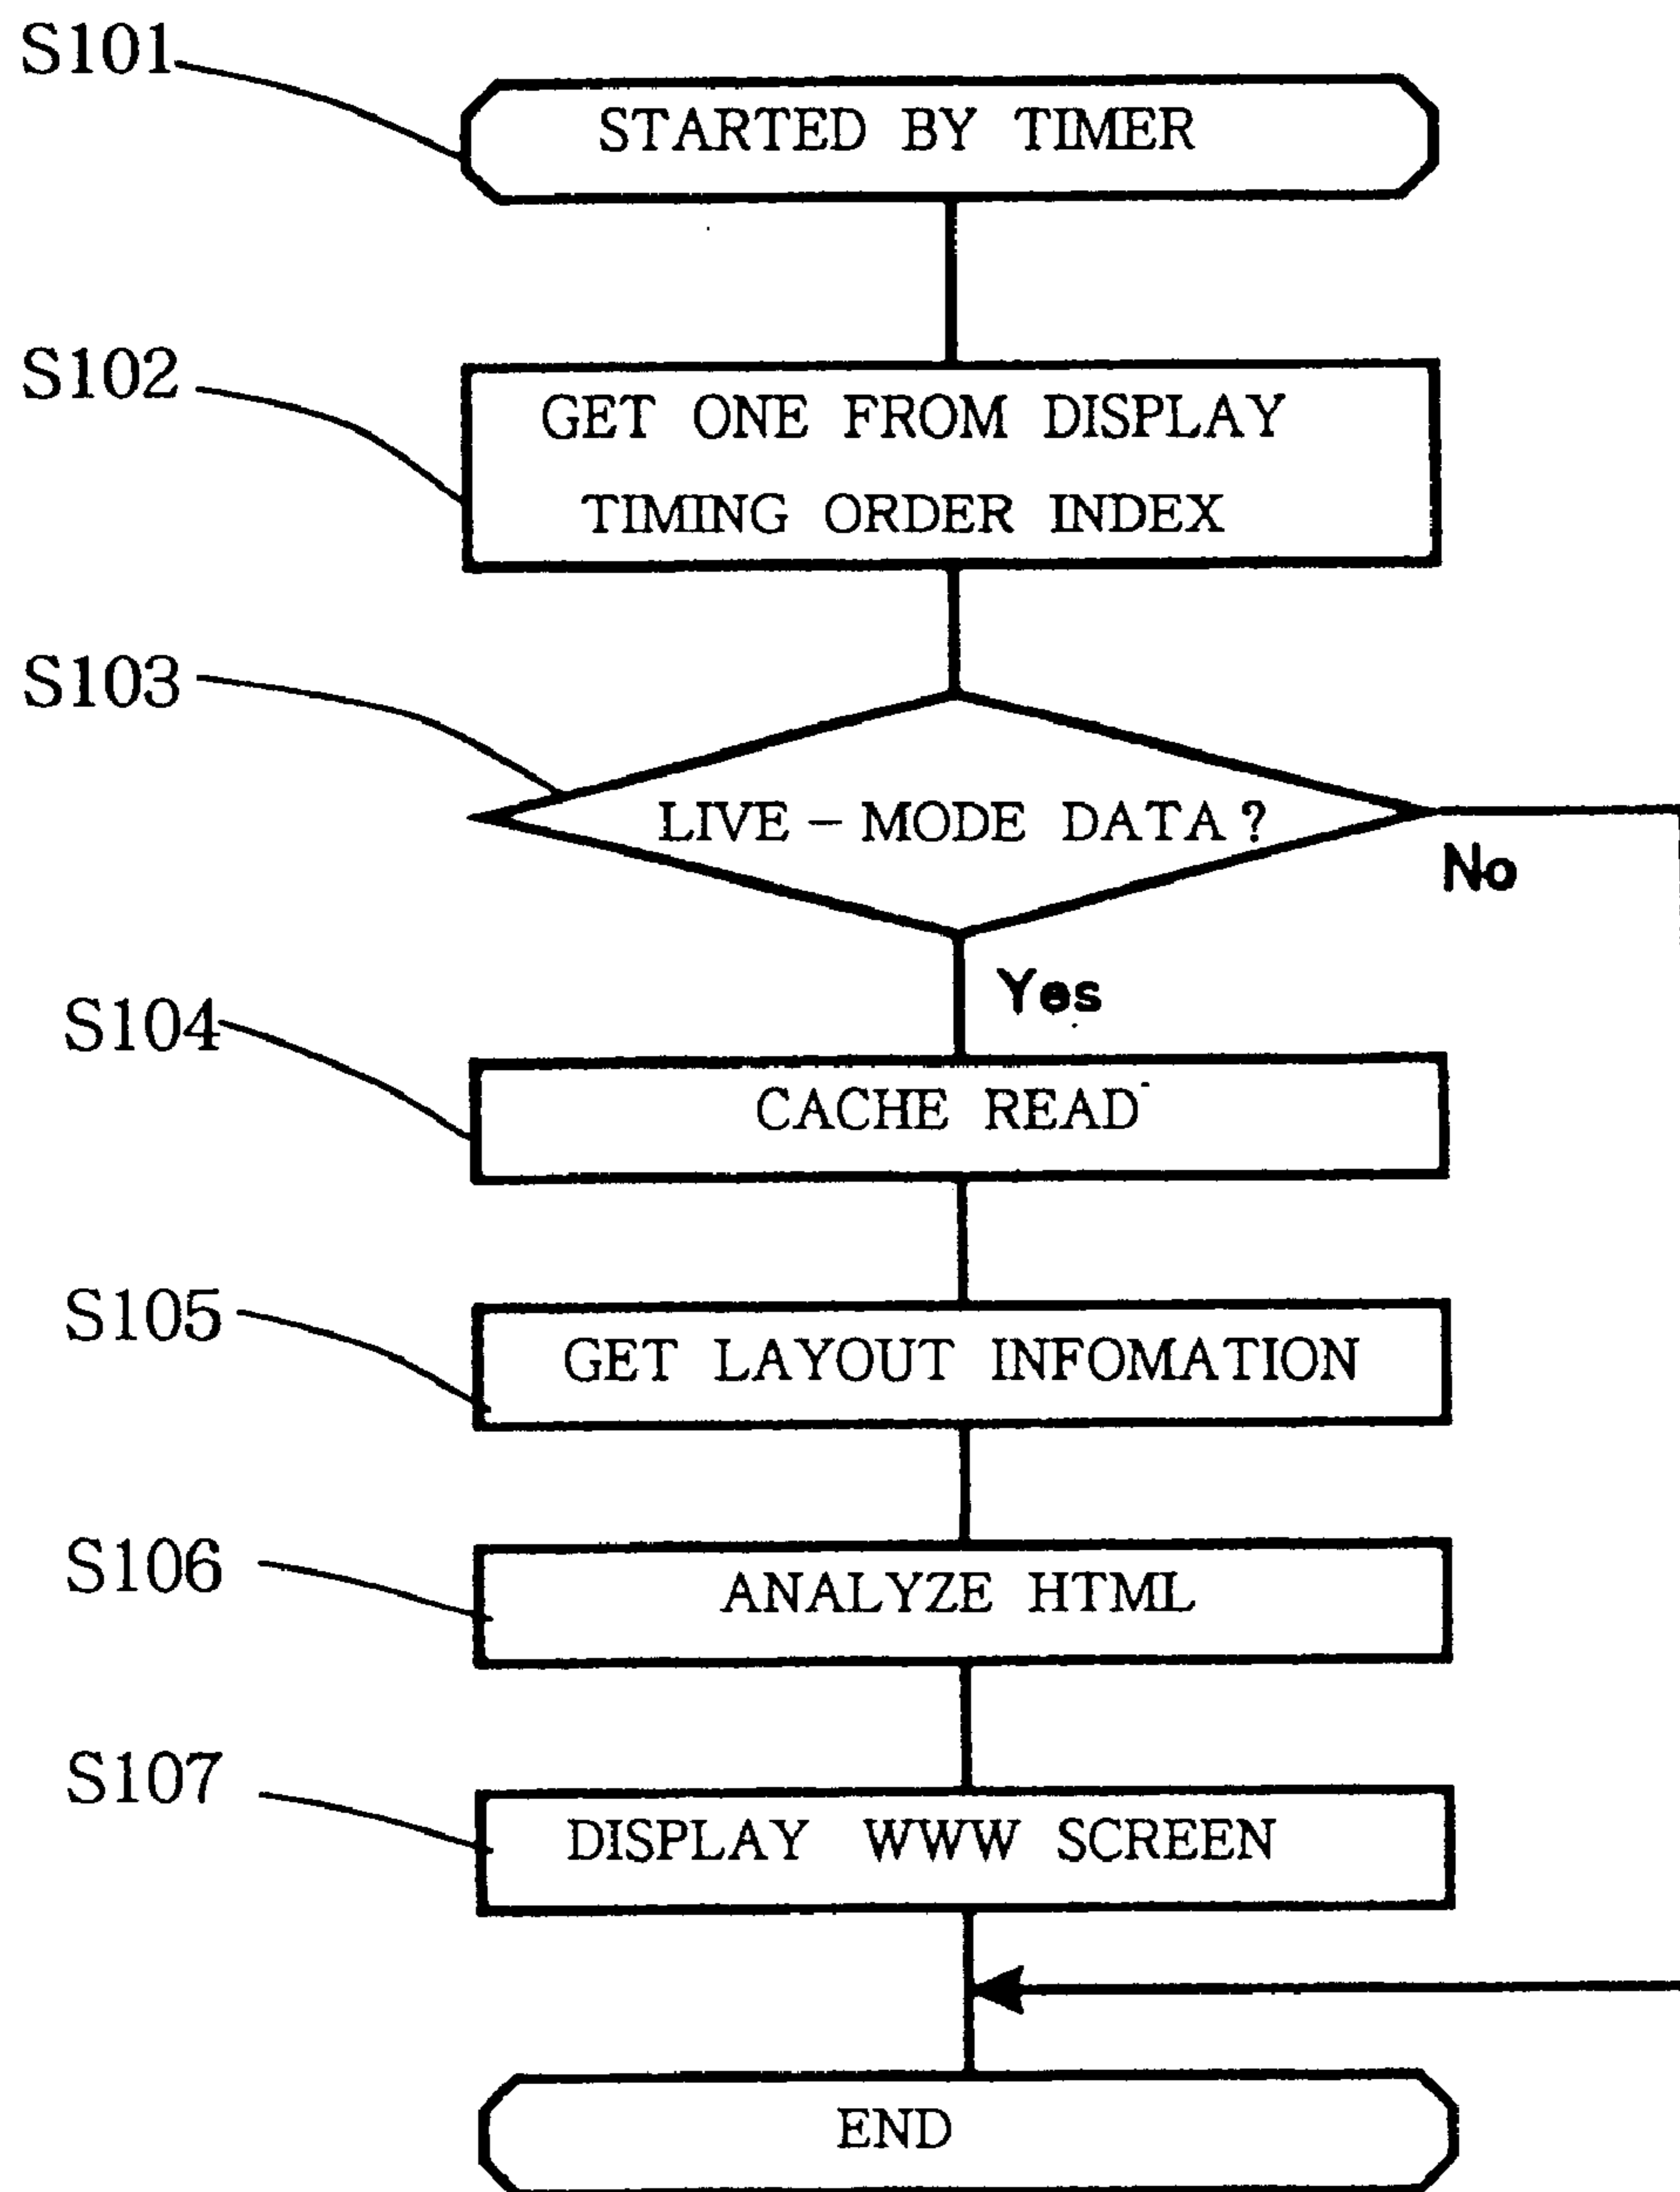 S101
STARTED BY TIMER
S102
GET ONE FROM DISPLAY
TIMING ORDER INDEX
S103
LIVE - MODE DATA ?
No
Yes
S104
CACHE READ
S105
GET LAYOUT INFOMATION
S106
ANALYZE HTML
S107
DISPLAY WWW SCREEN
END